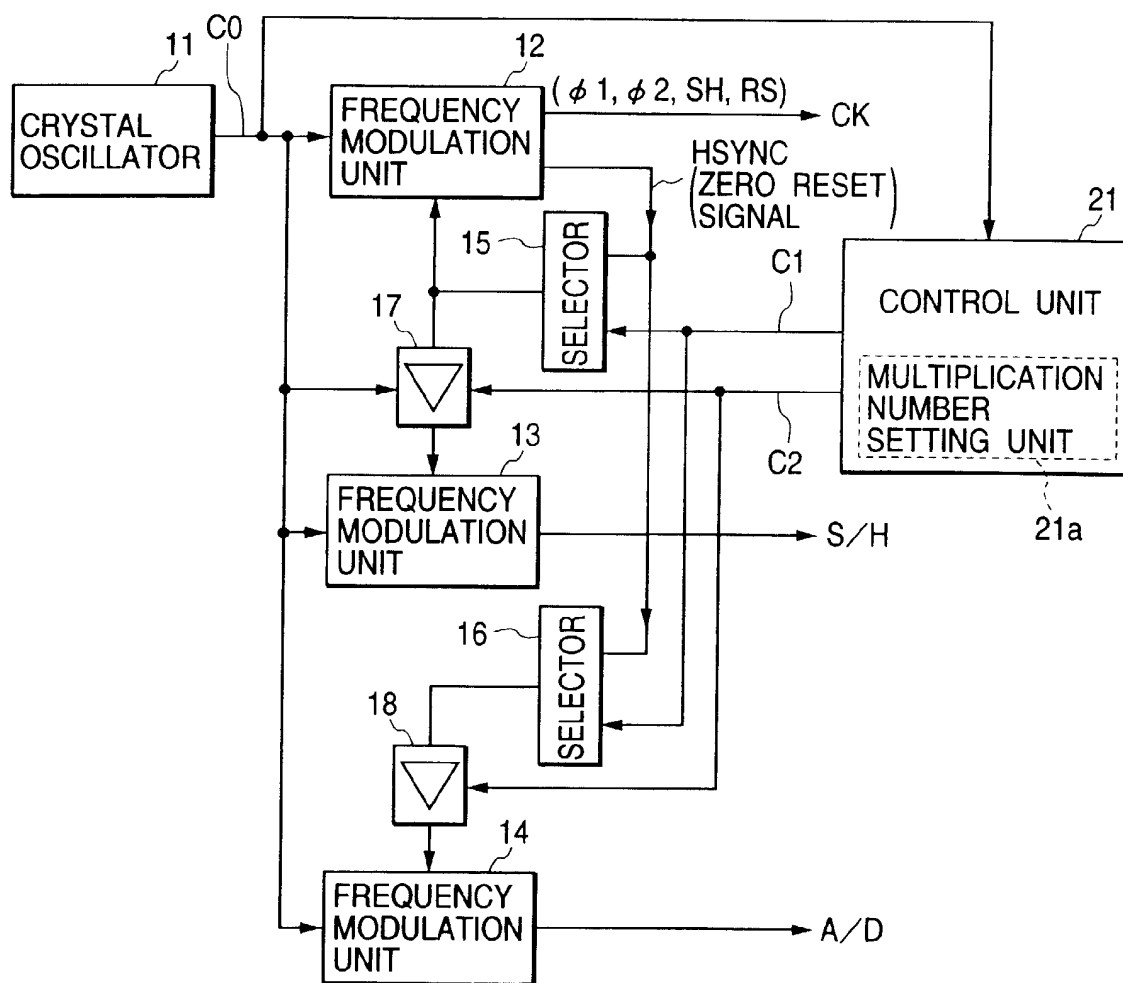 C0
11
CRYSTAL
OSCILLATOR
12
FREQUENCY
MODULATION
UNIT
(ϕ1, ϕ2, SH, RS)
CK
HSYNC
(ZERO RESET)
SIGNAL
15
SELECTOR
21
CONTROL UNIT
MULTIPLICATION
NUMBER
SETTING UNIT
21a
C1
C2
17
13
FREQUENCY
MODULATION
UNIT
S/H
16
SELECTOR
18
14
FREQUENCY
MODULATION
UNIT
A/D